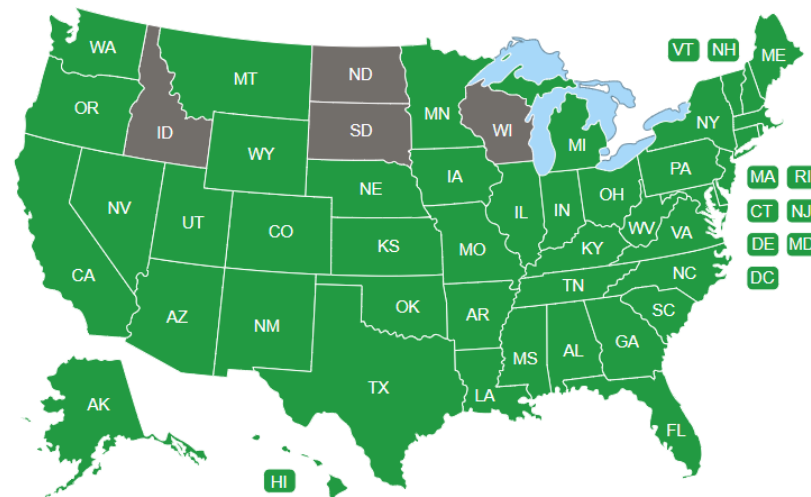 WA
MT
ND
MN
VT NH
ME
OR
ID
SD
WI
MI
NY
WY
IA
PA
MA RI
NE
NV
UT
CO
IL
IN
OH
WV
VA
CT NJ
KS
MO
KY
DE MD
CA
NC
DC
AZ
NM
OK
AR
TN
SC
MS
AL
GA
TX
LA
AK
FL
HI